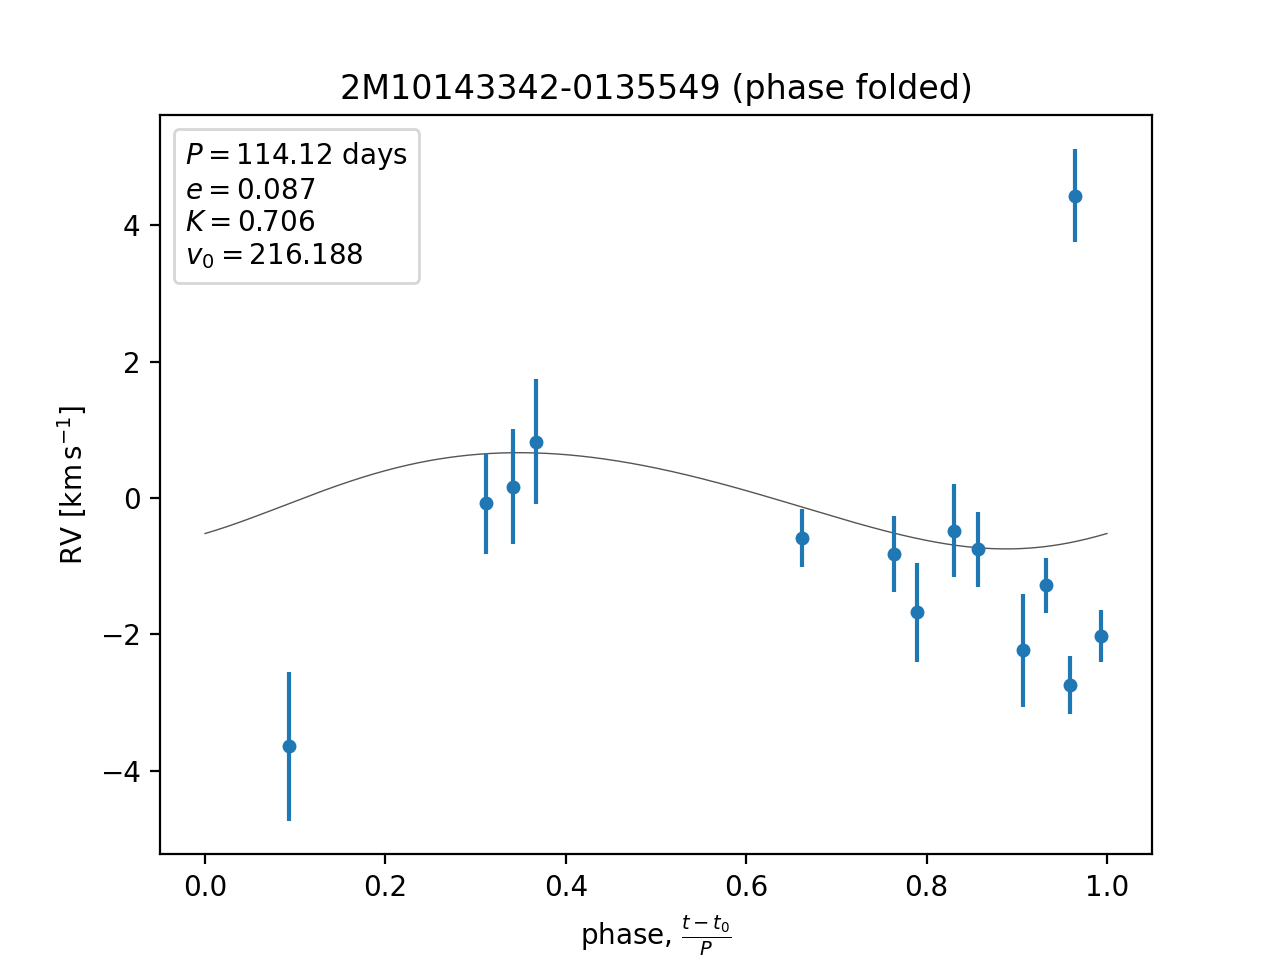 2M10143342-0135549 (phase folded)
P = 114.12 days
e = 0.087
K = 0.706
v₀ = 216.188
4
2
0
−2
−4
RV [km s⁻¹]
0.0 0.2 0.4 0.6 0.8 1.0
phase, (t − t₀)/P